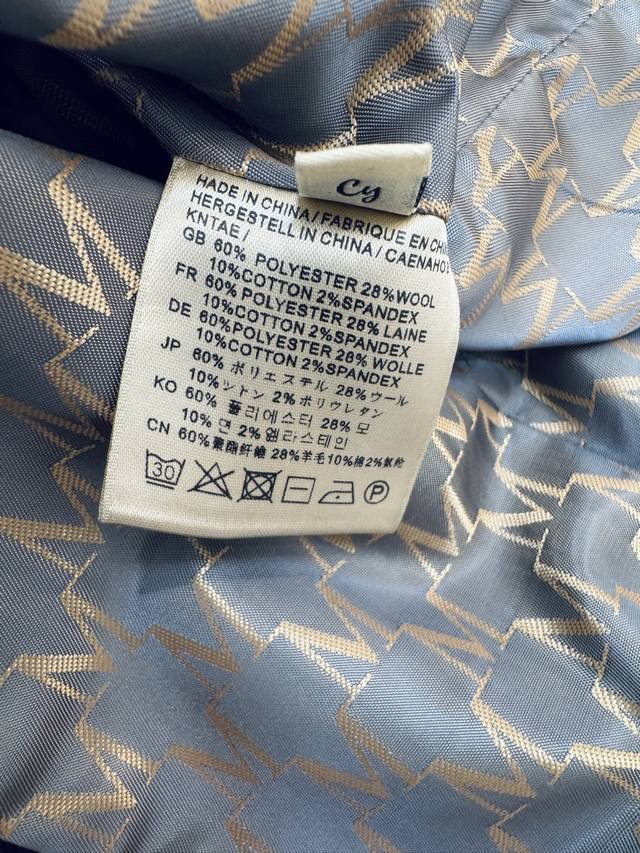 Cy
HADE IN CHINA/FABRIQUE EN CHIN
HERGESTELL IN CHINA/CAENAHO B
KNTAE/
GB 60% POLYESTER 28%WOOL
10%COTTON 2%SPANDEX
FR 60% POLYESTER 28% LAINE
10%COTTON 2%SPANDEX
DE 60% POLYESTER 28% WOLLE
10%COTTON 2%SPANDEX
JP 60% ポリエステル 28%ウール
10%ツトン 2%ポリウレタン
KO 60% 폴리에스터 28% 모
10% 면 2% 엘라스테인
CN 60%聚酯纤维 28%羊毛10%棉2%氨纶
30 P